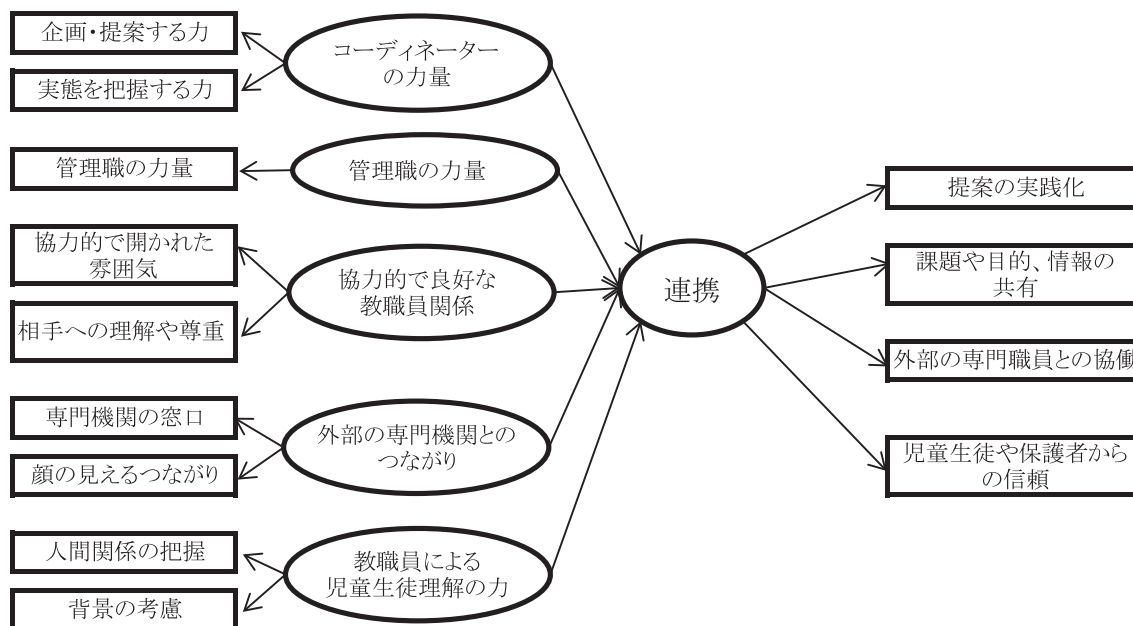 企画・提案する力
実態を把握する力
コーディネーター
の力量
管理職の力量
管理職の力量
協力的で開かれた
雰囲気
相手への理解や尊重
協力的で良好な
教職員関係
専門機関の窓口
顔の見えるつながり
外部の専門機関との
つながり
人間関係の把握
背景の考慮
教職員による
児童生徒理解の力
連携
提案の実践化
課題や目的、情報の
共有
外部の専門職員との協働
児童生徒や保護者から
の信頼